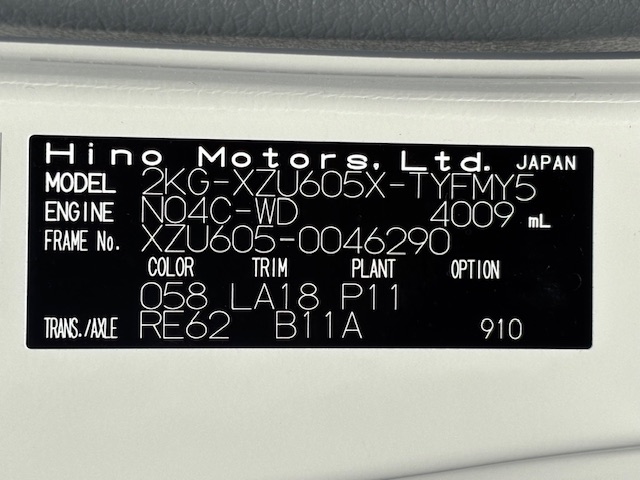 Hino Motors, Ltd. JAPAN
MODEL 2KG-XZU605X-TYFMY5
ENGINE N04C-WD 4009 mL
FRAME No. XZU605-0046290
COLOR TRIM PLANT OPTION
058 LA18 P11
TRANS./AXLE RE62 B11A 910